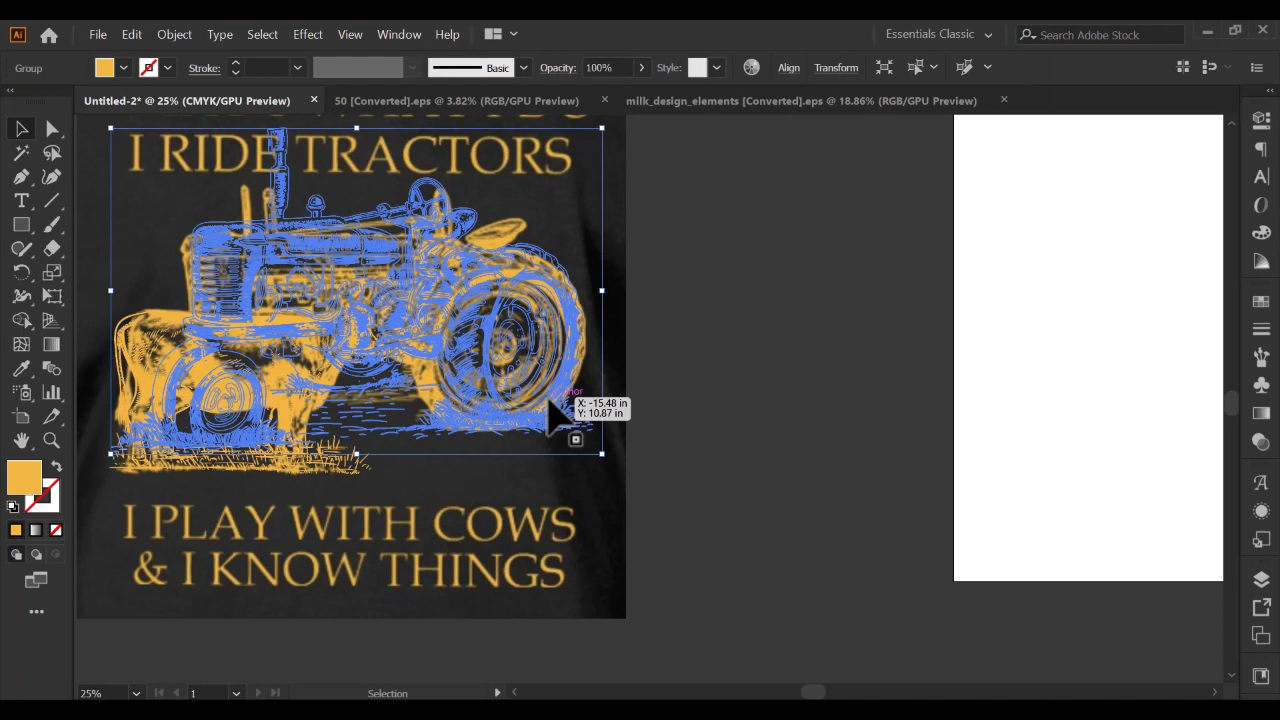 Ai File Edit Object Type Select Effect View Window Help Essentials Classic Search Adobe Stock
Group Stroke: Basic Opacity: 100% Style: Align Transform
Untitled-2* @ 25% (CMYK/GPU Preview) × 50 [Converted].eps @ 3.82% (RGB/GPU Preview) × milk_design_elements [Converted].eps @ 18.86% (RGB/GPU Preview) ×
I RIDE TRACTORS
X: -15.48 in
Y: 10.87 in
I PLAY WITH COWS
& I KNOW THINGS
25% 1 Selection